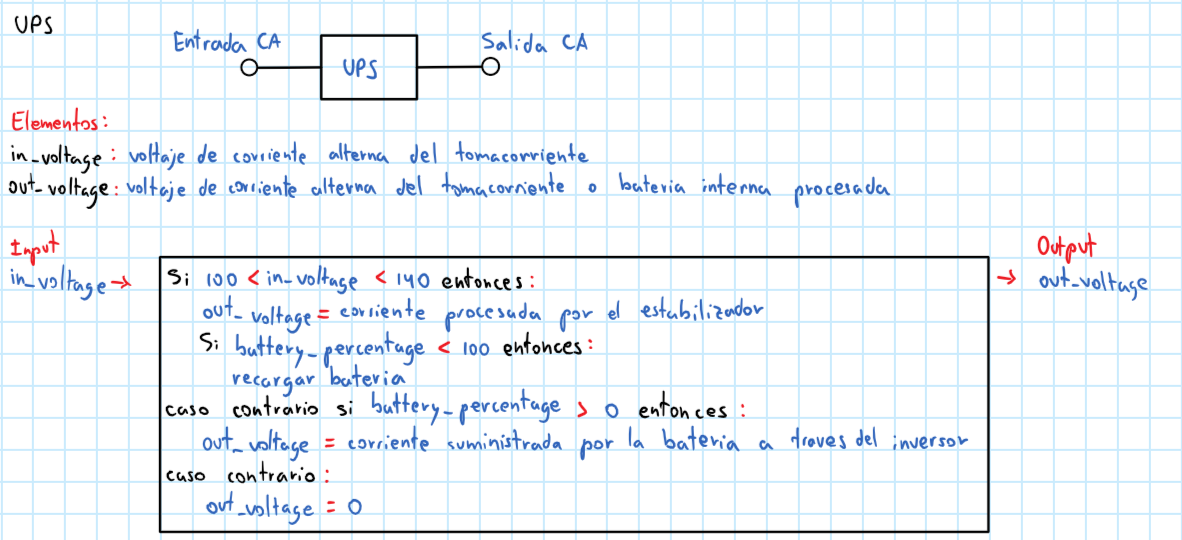 UPS
Entrada CA
UPS
Salida CA
Elementos:
in_voltage: voltaje de corriente alterna del tomacorriente
out_voltage: voltaje de corriente alterna del tomacorriente o bateria interna procesada
Input
in_voltage →
Si 100 < in_voltage < 140 entonces:
out_voltage = corriente procesada por el estabilizador
Si battery_percentage < 100 entonces:
recargar bateria
caso contrario si battery_percentage > 0 entonces:
out_voltage = corriente suministrada por la bateria a traves del inversor
caso contrario:
out_voltage = 0
Output
→ out_voltage